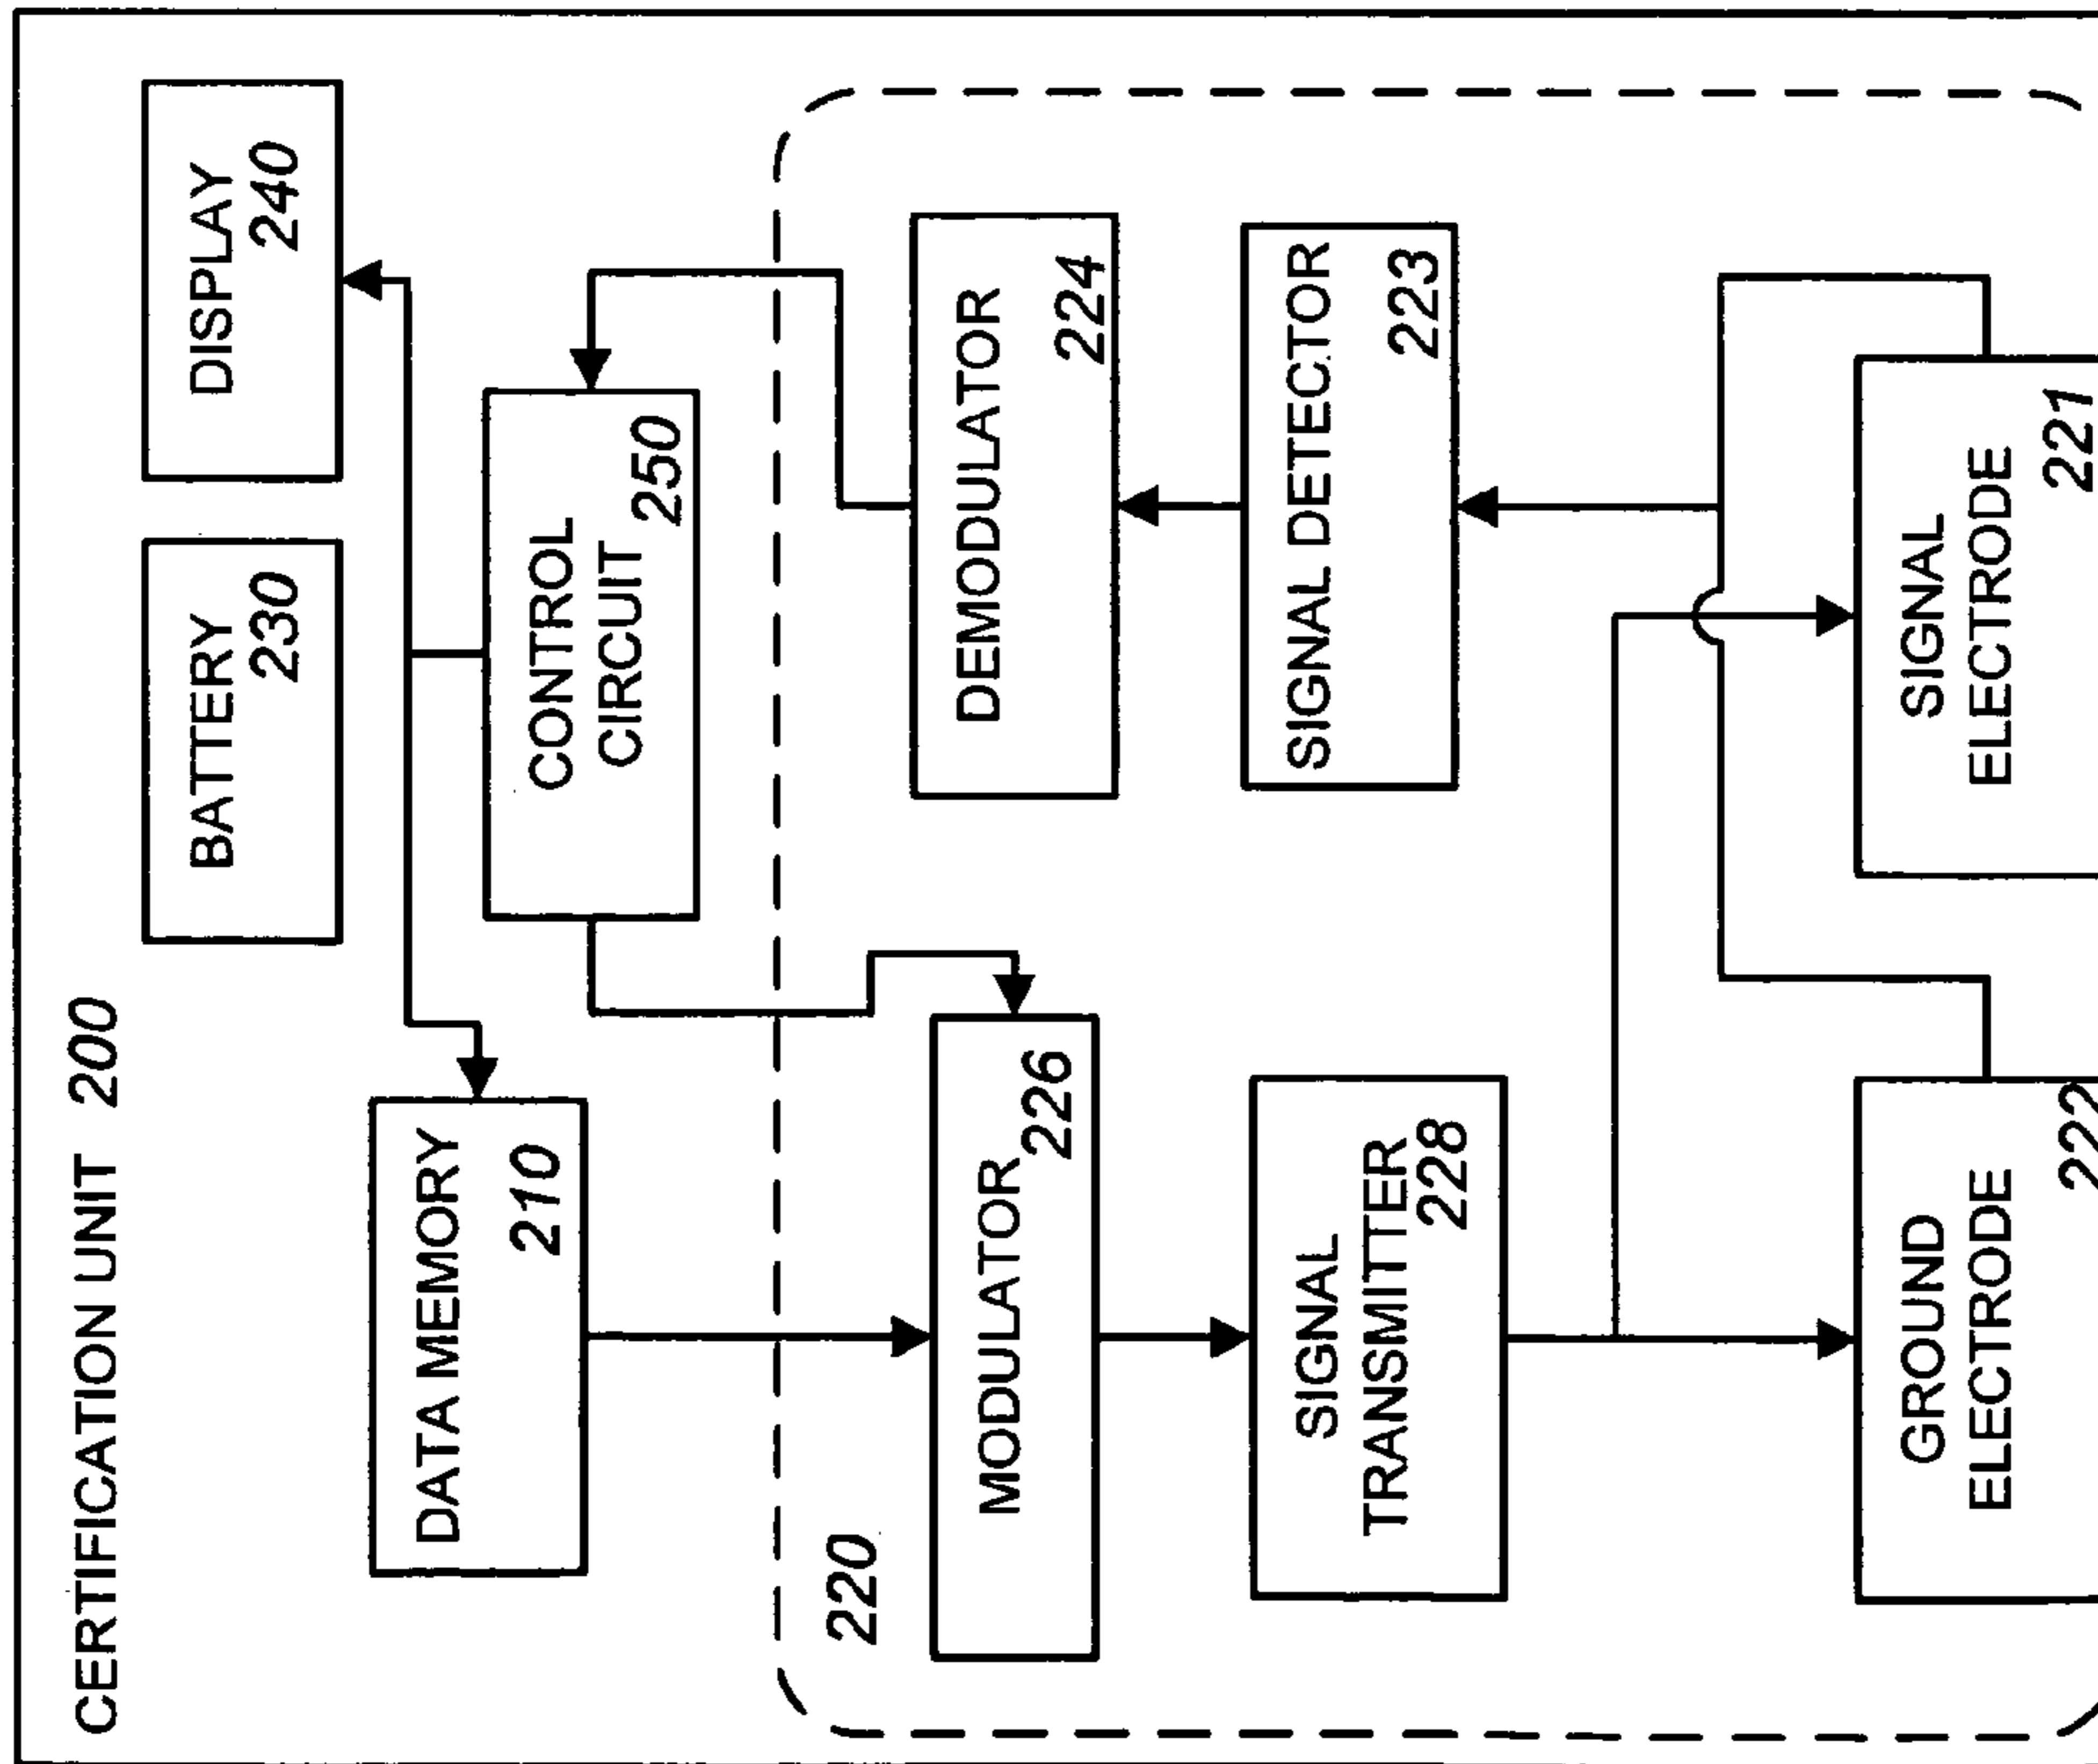 CERTIFICATION UNIT 200
BATTERY
230
DISPLAY
240
DATA MEMORY
210
CONTROL
CIRCUIT
250
220
MODULATOR
226
DEMODULATOR
224
SIGNAL
TRANSMITTER
228
SIGNAL DETECTOR
223
GROUND
ELECTRODE
222
SIGNAL
ELECTRODE
221